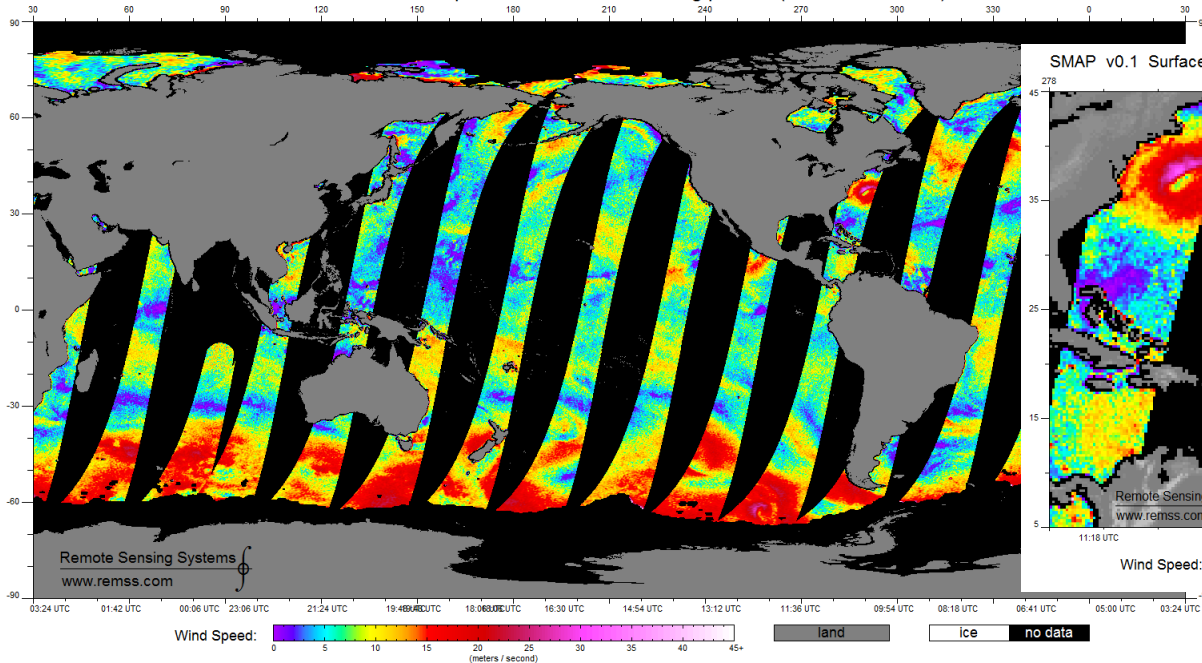 30 60 90 120 150 180 210 240 270 300 330 0 30
90
60
30
0
-30
-60
-90
SMAP v0.1 Surface
278
45
35
25
15
5
Remote Sensing
www.remss.com
11:18 UTC
Wind Speed:
Remote Sensing Systems
www.remss.com
03:24 UTC 01:42 UTC 00:06 UTC 23:06 UTC 21:24 UTC 16:30 UTC 14:54 UTC 13:12 UTC 11:36 UTC 09:54 UTC 08:18 UTC 06:41 UTC 05:00 UTC 03:24 UTC
Wind Speed:
land
ice
no data
0 5 10 15 20 25 30 35 40 45+
(meters / second)